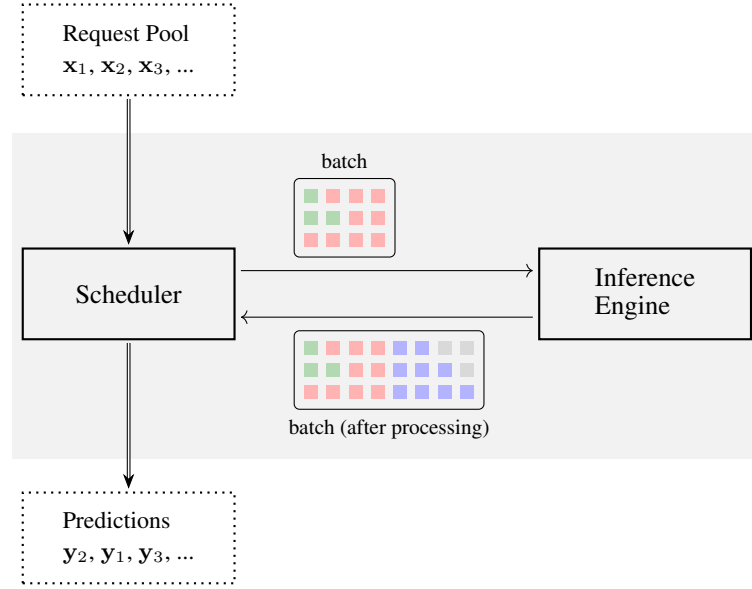 Request Pool
x₁, x₂, x₃, ...
batch
Scheduler
Inference
Engine
batch (after processing)
Predictions
y₂, y₁, y₃, ...